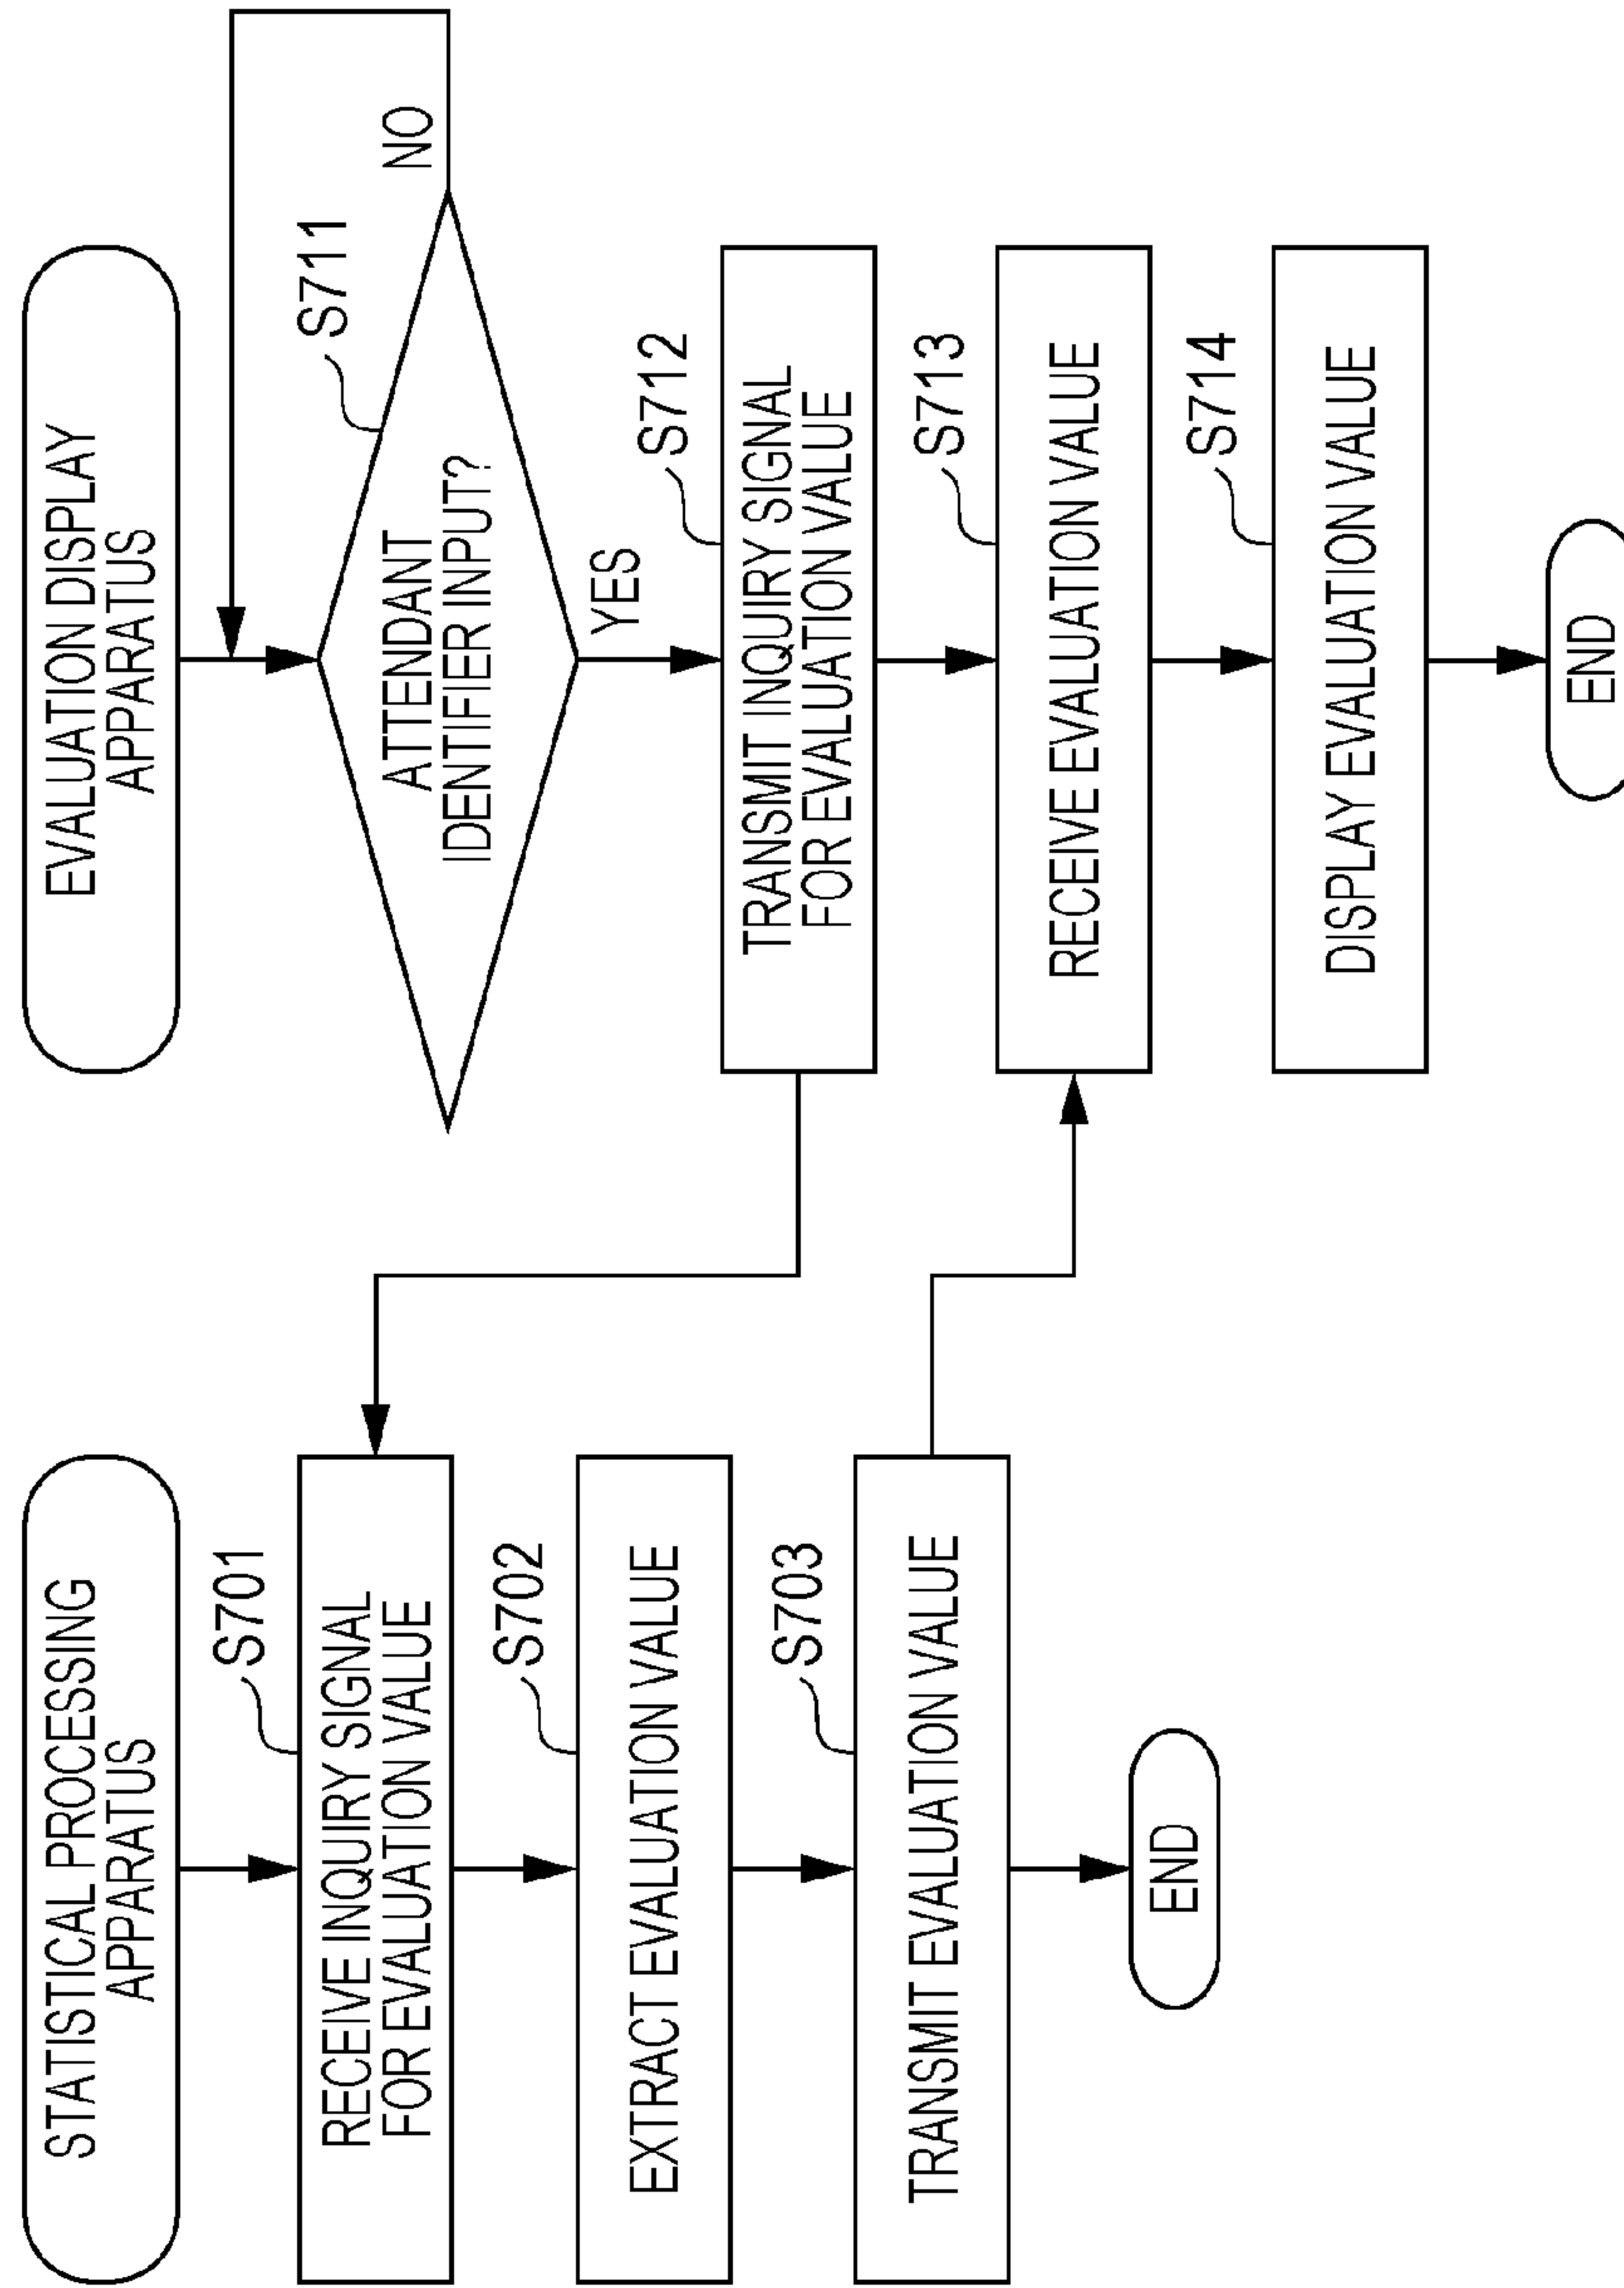 STATISTICAL PROCESSING
APPARATUS
S701
RECEIVE INQUIRY SIGNAL
FOR EVALUATION VALUE
S702
EXTRACT EVALUATION VALUE
S703
TRANSMIT EVALUATION VALUE
END
EVALUATION DISPLAY
APPARATUS
S711
ATTENDANT
IDENTIFIER INPUT?
NO
YES
S712
TRANSMIT INQUIRY SIGNAL
FOR EVALUATION VALUE
S713
RECEIVE EVALUATION VALUE
S714
DISPLAY EVALUATION VALUE
END